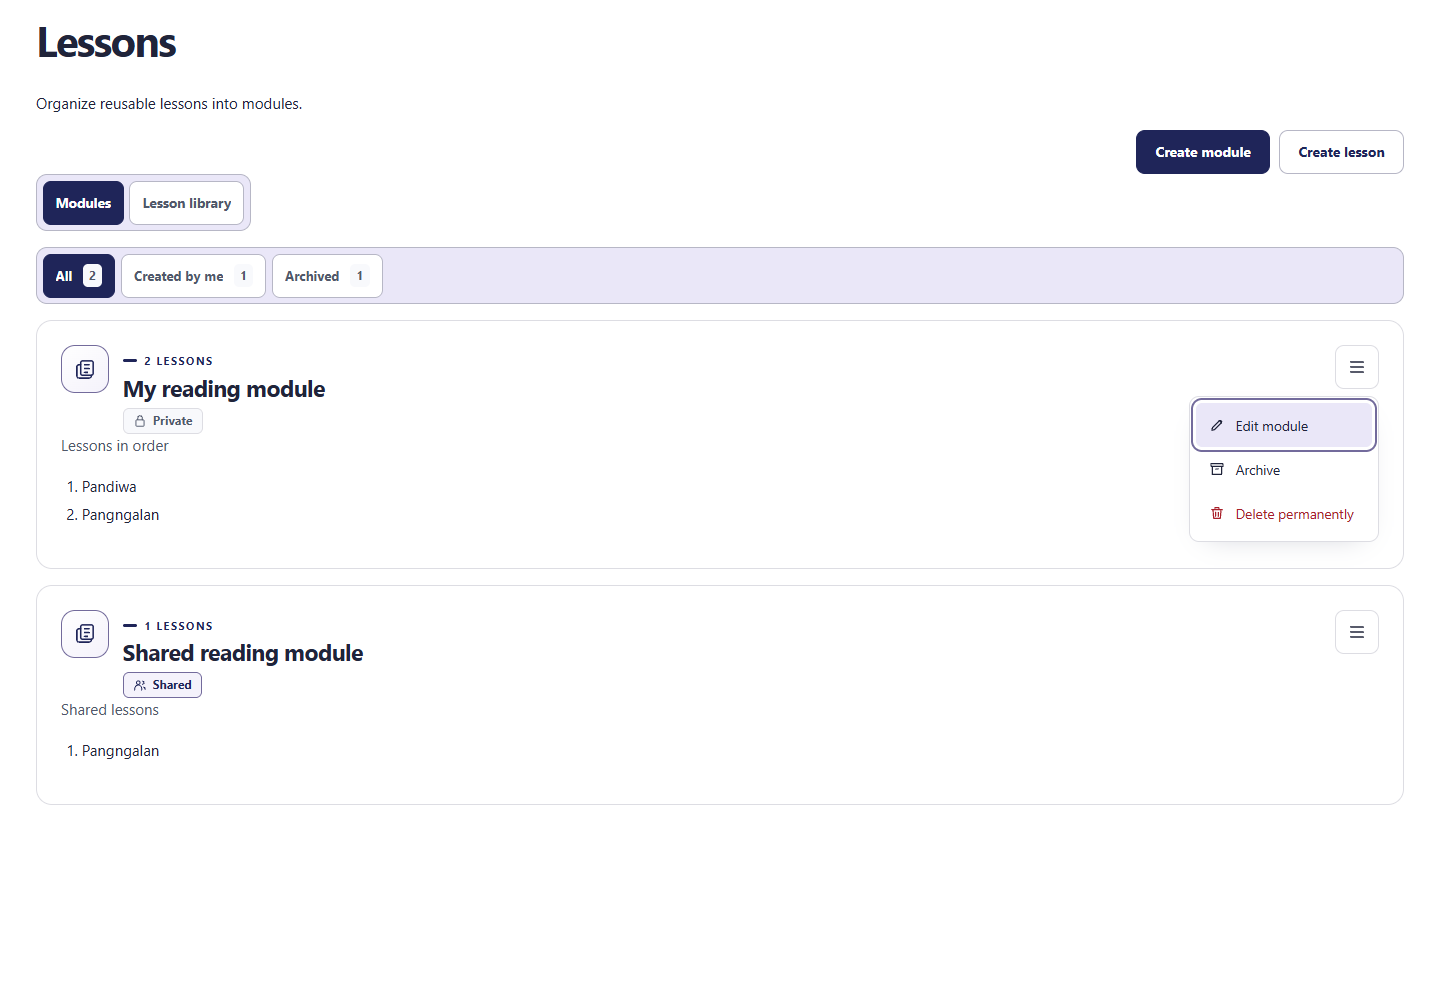 Lessons
Organize reusable lessons into modules.
Create module
Create lesson
Modules
Lesson library
All 2
Created by me 1
Archived 1
2 LESSONS
My reading module
Private
Lessons in order
1. Pandiwa
2. Pangngalan
Edit module
Archive
Delete permanently
1 LESSONS
Shared reading module
Shared
Shared lessons
1. Pangngalan